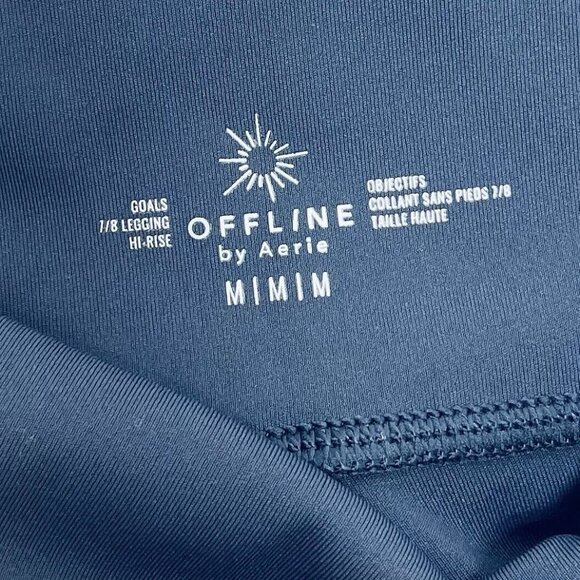 GOALS
7/8 LEGGING
HI-RISE
OFFLINE
by Aerie
M|M|M
OBJECTIFS
COLLANT SANS PIEDS 7/8
TAILLE HAUTE